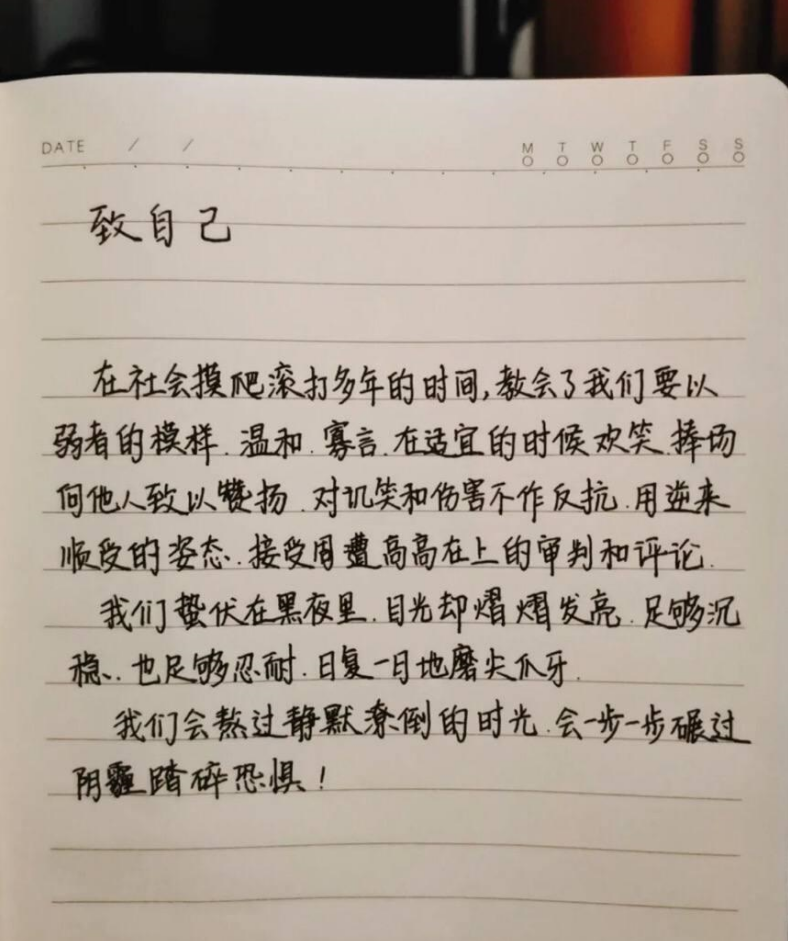 DATE / /
M T W T F S S
致自己
在社会摸爬滚打多年的时间,教会了我们要以
弱者的模样.温和.寡言.在适宜的时候欢笑.捧场
向他人致以赞扬.对讥笑和伤害不作反抗.用逆来
顺受的姿态.接受周遭高高在上的审判和评论.
我们蛰伏在黑夜里.目光却熠熠发亮.足够沉
稳.也足够忍耐.日复一日地磨尖爪牙.
我们会熬过静默潦倒的时光.会一步一步碾过
阴霾踏碎恐惧!